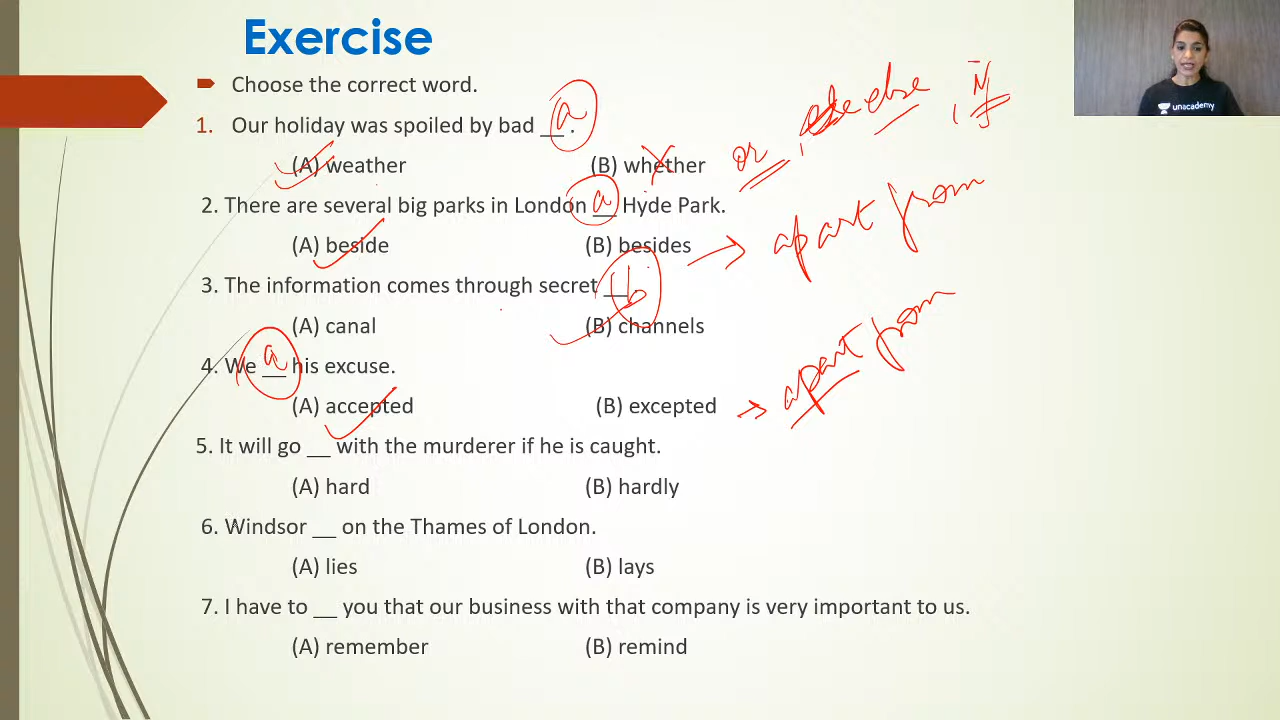 Exercise
Choose the correct word.
1. Our holiday was spoiled by bad __ .
a
(A) weather (B) whether
or, else, if
2. There are several big parks in London __ Hyde Park.
a
(A) beside (B) besides
→ apart from
3. The information comes through secret __.
b
(A) canal (B) channels
4. We __ his excuse.
a
(A) accepted (B) excepted
→ apart from
5. It will go __ with the murderer if he is caught.
(A) hard (B) hardly
6. Windsor __ on the Thames of London.
(A) lies (B) lays
7. I have to __ you that our business with that company is very important to us.
(A) remember (B) remind
unacademy